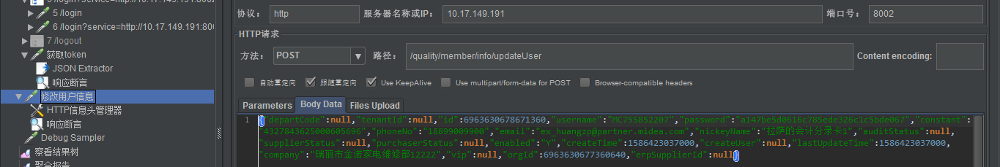 5 /login
6 /login?service=http://10.17.149.191:800
7 /logout
获取token
JSON Extractor
响应断言
修改用户信息
HTTP信息头管理器
响应断言
Debug Sampler
察看结果树
聚合报告
协议: http 服务器名称或IP: 10.17.149.191 端口号: 8002
HTTP请求
方法: POST 路径: /quality/member/info/updateUser Content encoding:
自动重定向 跟随重定向 Use KeepAlive Use multipart/form-data for POST Browser-compatible headers
Parameters Body Data Files Upload
1 {"departCode":null,"tenantId":null,"id":6963630678671360,"username":"MC755852207","password":"a147be5d0616c785ede326c1c5bde067","constant":
"4327843625000605696","phoneNo":"18899009900","email":"ex_huangzp@partner.midea.com","nickeyName":"拉萨的会计分录卡1","auditStatus":null,
"supplierStatus":null,"purchaserStatus":null,"enabled":"Y","createTime":1586423037000,"createUser":null,"lastUpdateTime":1586423037000,
"company":"瑞丽市金诺家电维修部12222","vip":null,"orgId":6963630677360640,"erpSupplierId":null}